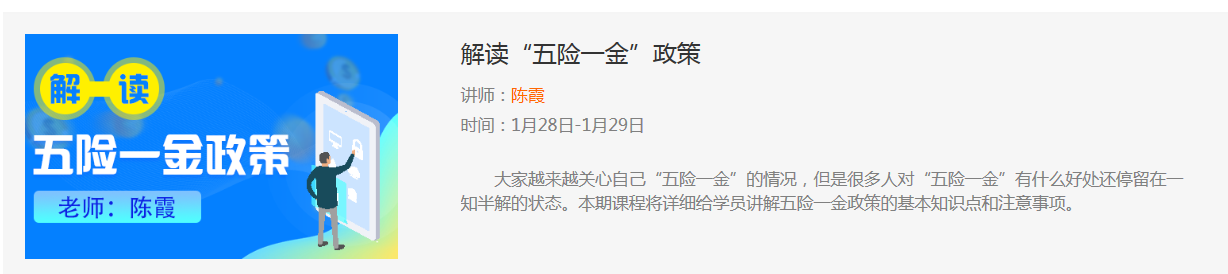 解读
五险一金政策
老师：陈霞
解读“五险一金”政策
讲师：陈霞
时间：1月28日-1月29日
大家越来越关心自己“五险一金”的情况，但是很多人对“五险一金”有什么好处还停留在一
知半解的状态。本期课程将详细给学员讲解五险一金政策的基本知识点和注意事项。